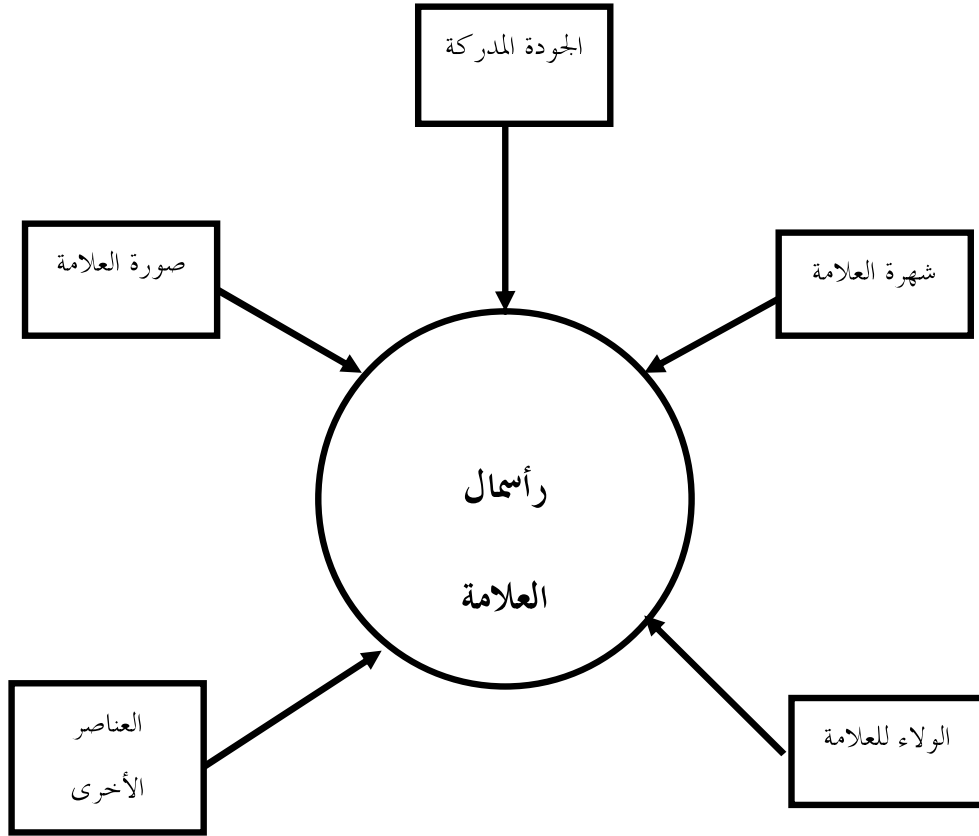 الجودة المدركة
شهرة العلامة
صورة العلامة
رأسمال
العلامة
الولاء للعلامة
العناصر
الأخرى